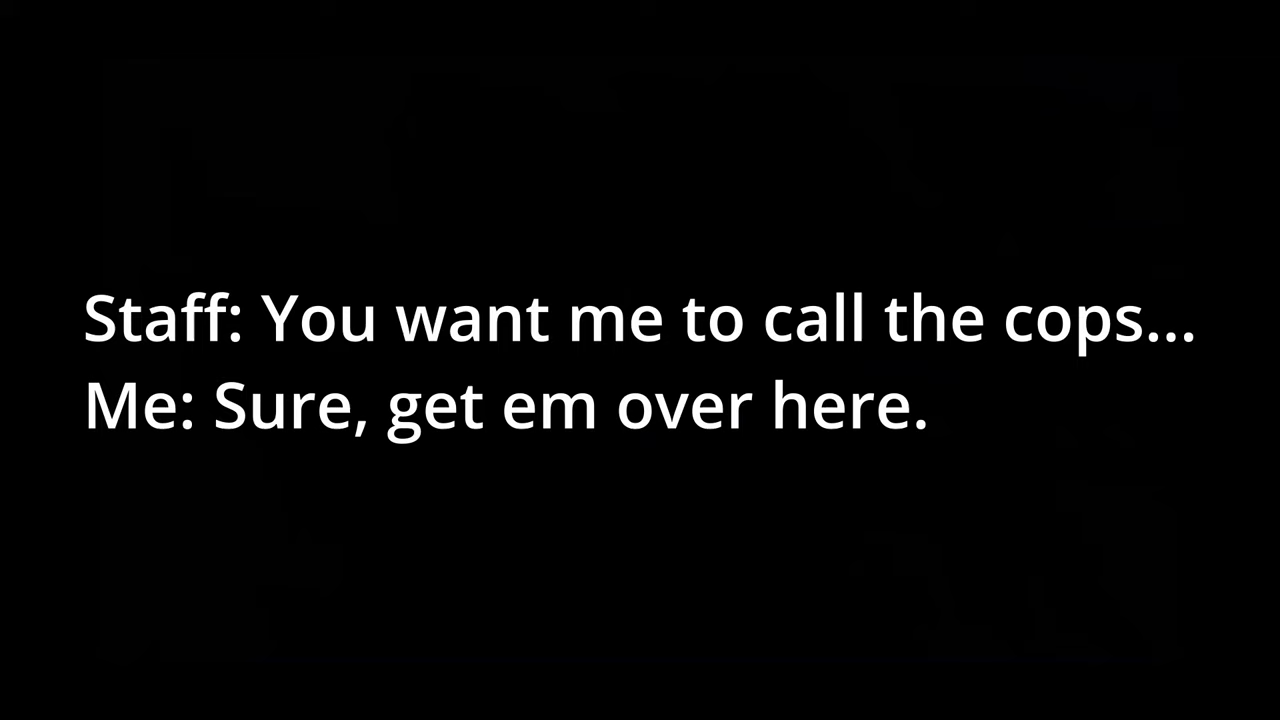 Staff: You want me to call the cops...
Me: Sure, get em over here.